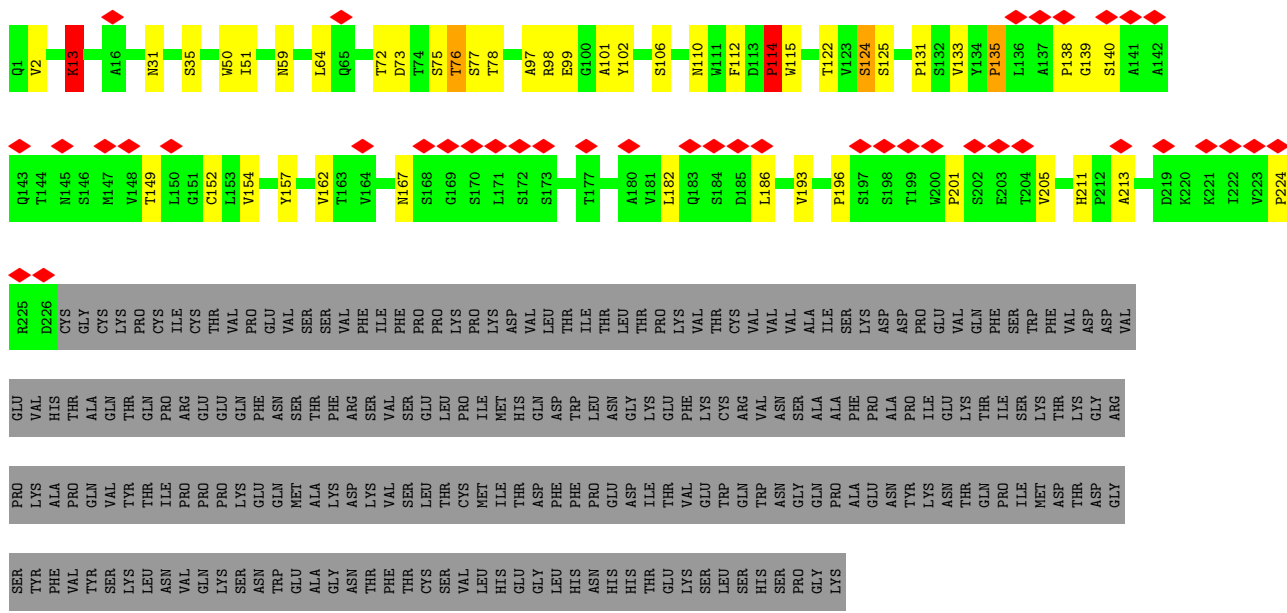 Q1 V2 K13 A16 N31 S35 W50 I51 N59 L64 Q65 T72 D73 T74 S75 T76 S77 T78 A97 R98 E99 G100 A101 Y102 S106 N110 W111 F112 D113 P114 W115 T122 V123 S124 S125 P131 S132 V133 Y134 P135 L136 A137 P138 G139 S140 A141 A142
Q143 T144 N145 S146 M147 V148 T149 L150 G151 C152 L153 V154 Y157 V162 T163 V164 N167 S168 G169 S170 L171 S172 S173 T177 A180 V181 L182 Q183 S184 D185 L186 V193 P196 S197 S198 T199 W200 P201 S202 E203 T204 V205 H211 P212 A213 D219 K220 K221 I222 V223 P224
R225 D226 CYS GLY CYS LYS PRO CYS ILE CYS THR VAL PRO GLU VAL SER SER VAL PHE ILE PHE PRO PRO LYS PRO LYS ASP VAL LEU THR ILE THR LEU THR PRO LYS VAL THR CYS VAL VAL VAL ALA ILE SER LYS ASP ASP PRO GLU VAL GLN PHE SER TRP PHE VAL ASP ASP VAL
GLU VAL HIS THR ALA GLN THR GLN PRO ARG GLU GLU GLN PHE ASN SER THR PHE ARG SER VAL SER GLU LEU PRO ILE MET HIS GLN ASP TRP LEU ASN GLY LYS GLU PHE LYS CYS ARG VAL ASN SER ALA ALA PHE PRO ALA PRO ILE GLU LYS THR ILE SER LYS THR LYS GLY ARG
PRO LYS ALA PRO GLN VAL TYR THR ILE PRO PRO PRO LYS GLU GLN MET ALA LYS ASP LYS VAL SER LEU THR CYS MET ILE THR ASP PHE PHE PRO GLU ASP ILE THR VAL GLU TRP GLN TRP ASN GLY GLN PRO ALA GLU ASN TYR LYS ASN THR GLN PRO ILE MET ASP THR ASP GLY
SER TYR PHE VAL TYR SER LYS LEU ASN VAL GLN LYS SER ASN TRP GLU ALA GLY ASN THR PHE THR CYS SER VAL LEU HIS GLU GLY LEU HIS ASN HIS HIS THR GLU LYS SER LEU SER HIS SER PRO GLY LYS